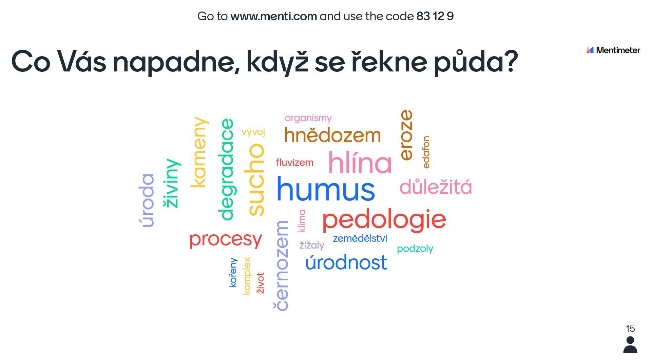 Go to www.menti.com and use the code 83 12 9
Mentimeter
Co Vás napadne, když se řekne půda?
organismy
vývoj
hnědozem
eroze
edafon
kameny
degradace
sucho
fluvizem
hlína
živiny
úroda
humus
důležitá
klima
pedologie
procesy
černozem
zemědělství
žížaly
podzoly
úrodnost
kořeny
komplex
život
15